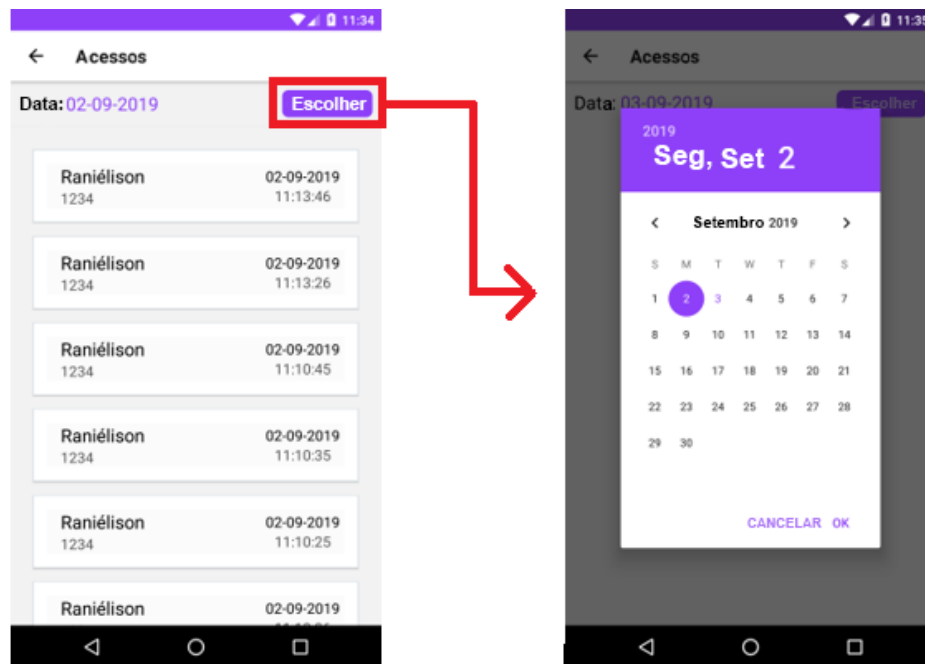 11:34
Acessos
Data: 02-09-2019 Escolher
Raniélison 02-09-2019
1234 11:13:46
Raniélison 02-09-2019
1234 11:13:26
Raniélison 02-09-2019
1234 11:10:45
Raniélison 02-09-2019
1234 11:10:35
Raniélison 02-09-2019
1234 11:10:25
Raniélison 02-09-2019
11:35
Acessos
Data: 03-09-2019 Escolher
2019
Seg, Set 2
Setembro 2019
S M T W T F S
1 2 3 4 5 6 7
8 9 10 11 12 13 14
15 16 17 18 19 20 21
22 23 24 25 26 27 28
29 30
CANCELAR OK